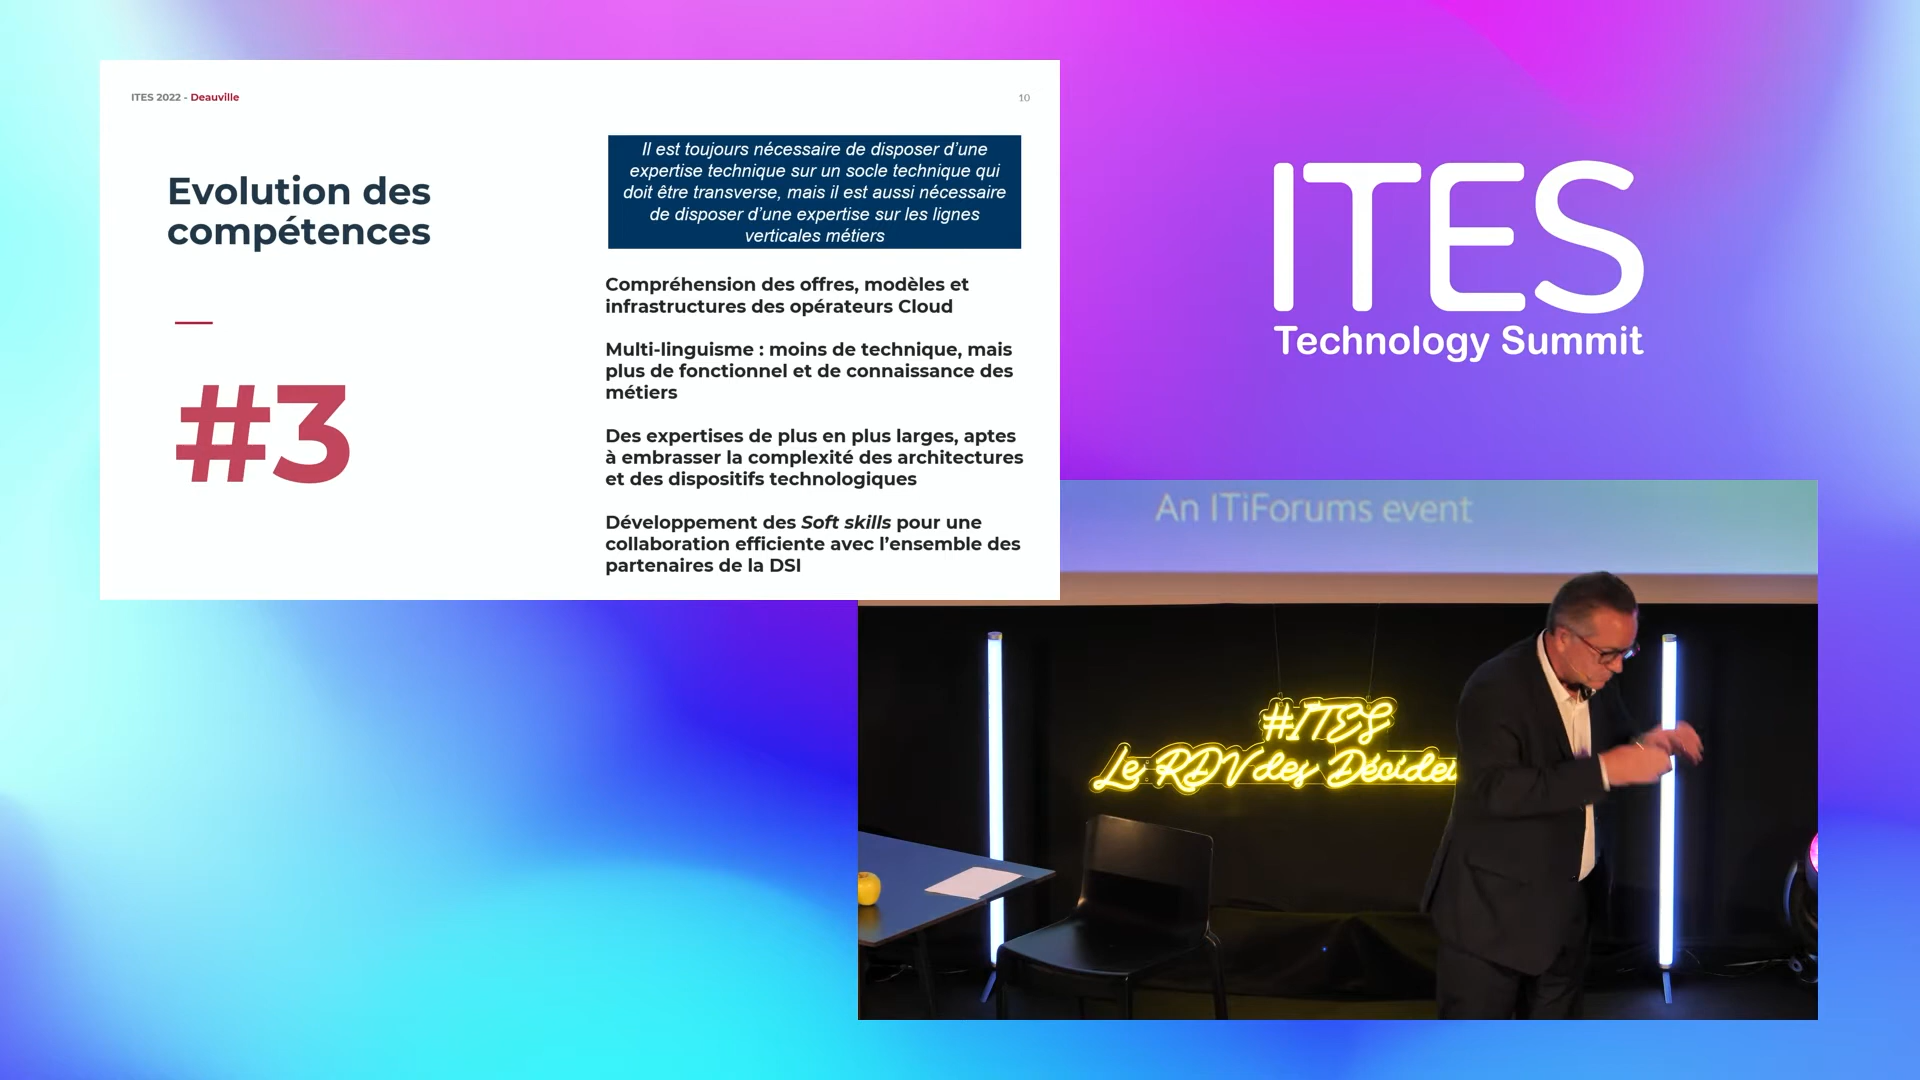 ITES 2022 - Deauville
10
Evolution des
compétences
#3
Il est toujours nécessaire de disposer d’une
expertise technique sur un socle technique qui
doit être transverse, mais il est aussi nécessaire
de disposer d’une expertise sur les lignes
verticales métiers
Compréhension des offres, modèles et
infrastructures des opérateurs Cloud
Multi-linguisme : moins de technique, mais
plus de fonctionnel et de connaissance des
métiers
Des expertises de plus en plus larges, aptes
à embrasser la complexité des architectures
et des dispositifs technologiques
Développement des Soft skills pour une
collaboration efficiente avec l’ensemble des
partenaires de la DSI
ITES
Technology Summit
An ITiForums event
#ITES
Le RDV des